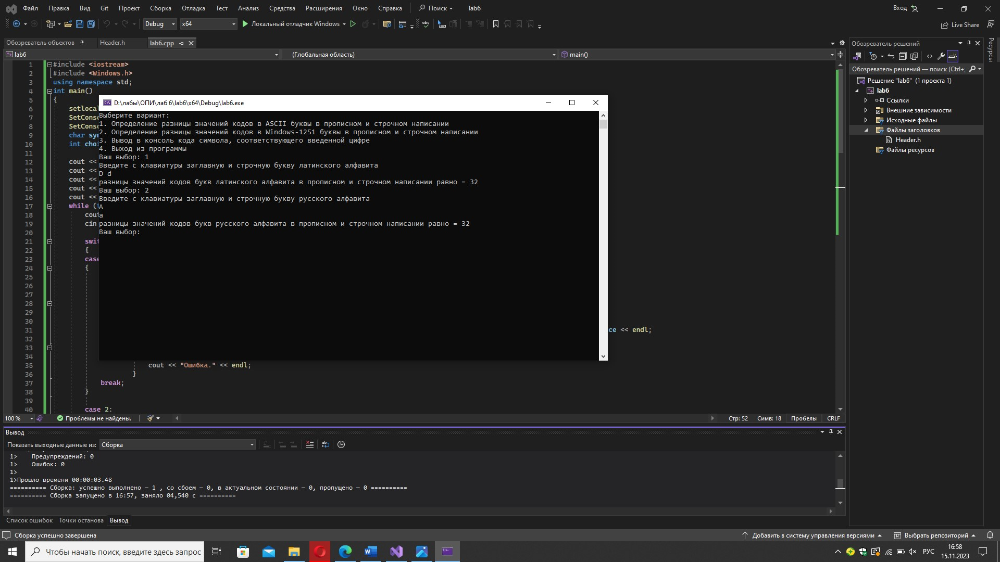 Файл Правка Вид Git Проект Сборка Отладка Тест Анализ Средства Расширения Окно Справка Поиск lab6 Вход
Debug x64 Локальный отладчик Windows Live Share
Обозреватель объектов Header.h lab6.cpp
lab6 (Глобальная область) main()
1 #include <iostream>
2 #include <Windows.h>
3 using namespace std;
4 int main()
5 {
6 setlocal
7 SetConso
8 SetConso
9 char sym
10 int choi
11
12 cout <<
13 cout <<
14 cout <<
15 cout <<
16 cout <<
17 while (
18 cout
19 cin
20
21 swit
22 {
23 case
24 {
25
26
27
28
29
30
31 ce << endl;
32
33
34
35 cout << "Ошибка." << endl;
36 }
37 break;
38 }
39
40 case 2:
D:\лабы\ОПИ\лаб 6\lab6\x64\Debug\lab6.exe
Выберите вариант:
1. Определение разницы значений кодов в ASCII буквы в прописном и строчном написании
2. Определение разницы значений кодов в Windows-1251 буквы в прописном и строчном написании
3. Вывод в консоль кода символа, соответствующего введенной цифре
4. Выход из программы
Ваш выбор: 1
Введите с клавиатуры заглавную и строчную букву латинского алфавита
D d
разницы значений кодов букв латинского алфавита в прописном и строчном написании равно = 32
Ваш выбор: 2
Введите с клавиатуры заглавную и строчную букву русского алфавита
А
а
разницы значений кодов букв русского алфавита в прописном и строчном написании равно = 32
Ваш выбор:
100 % Проблемы не найдены. Стр: 52 Симв: 18 Пробелы CRLF
Вывод
Показать выходные данные из: Сборка
1> Предупреждений: 0
1> Ошибок: 0
1>
1>Прошло времени 00:00:03.48
========== Сборка: успешно выполнено — 1 , со сбоем — 0, в актуальном состоянии — 0, пропущено — 0 ==========
========== Сборка запущено в 16:57, заняло 04,540 с ==========
Список ошибок Точки останова Вывод
Обозреватель решений
Обозреватель решений — поиск (Ctrl+;
Решение "lab6" (1 проекта 1)
lab6
Ссылки
Внешние зависимости
Исходные файлы
Файлы заголовков
Header.h
Файлы ресурсов
Ресурсы
Сборка успешно завершена Добавить в систему управления версиями Выбрать репозиторий
Чтобы начать поиск, введите здесь запрос РУС 16:58
15.11.2023